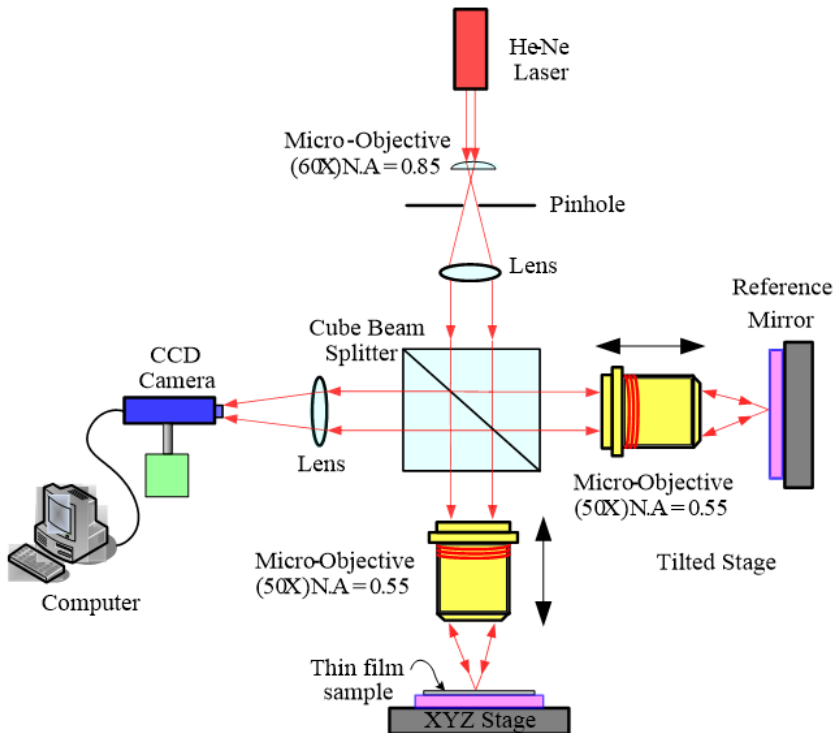 He-Ne
Laser
Micro-Objective
(60X)N.A=0.85
Pinhole
Lens
Reference
Mirror
Cube Beam
Splitter
CCD
Camera
Lens
Micro-Objective
(50X)N.A=0.55
Micro-Objective
(50X)N.A=0.55
Tilted Stage
Computer
Thin film
sample
XYZ Stage